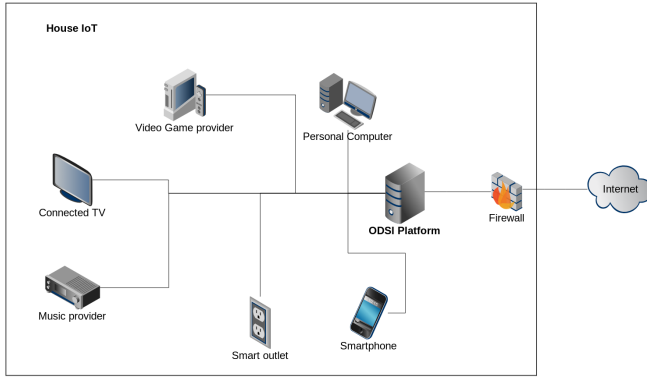 House IoT
Video Game provider
Personal Computer
Connected TV
ODSI Platform
Firewall
Internet
Music provider
Smart outlet
Smartphone